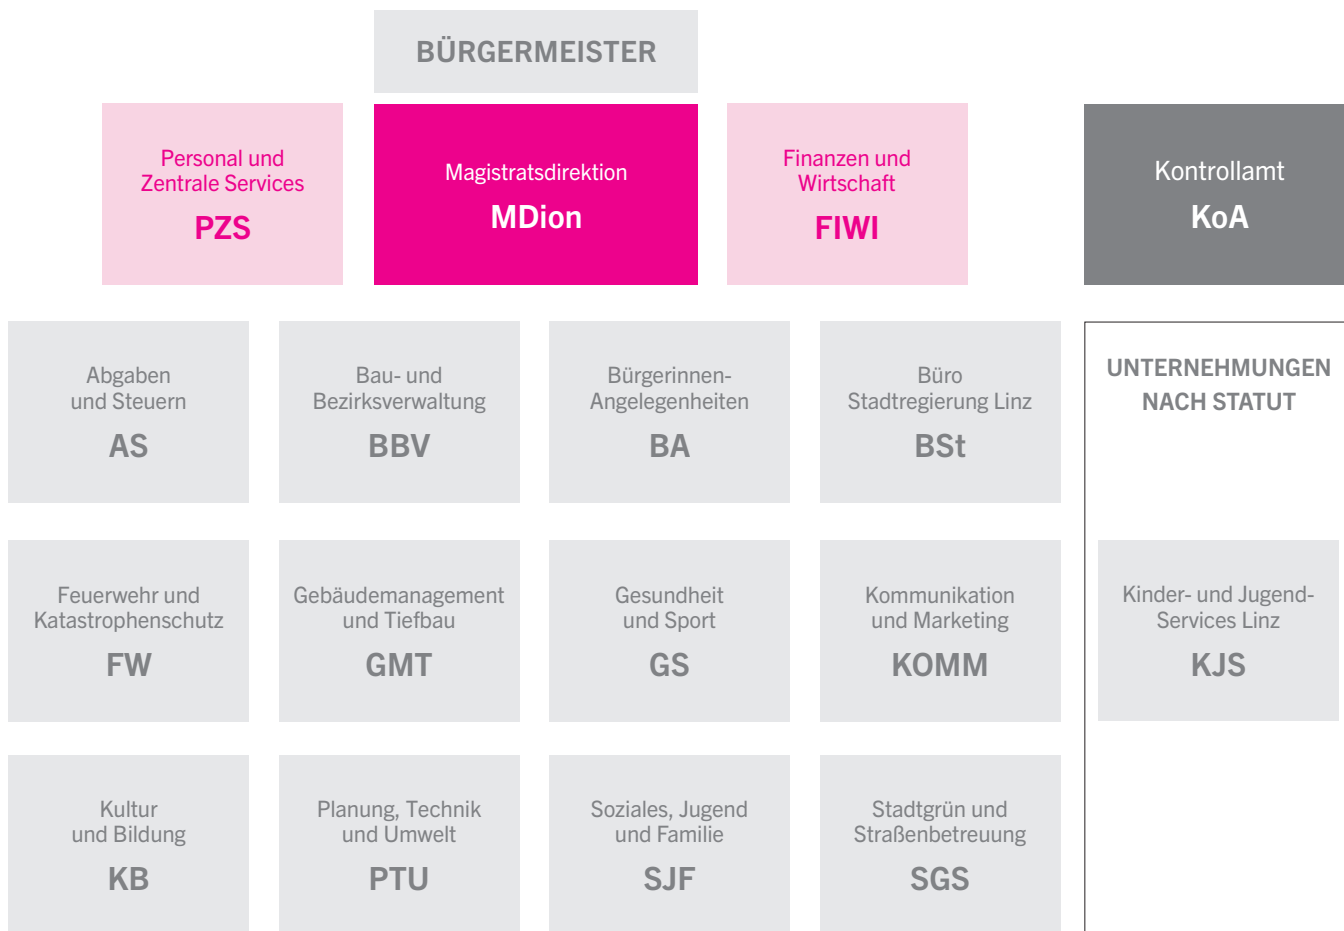 BÜRGERMEISTER
Personal und
Zentrale Services
PZS
Magistratsdirektion
MDion
Finanzen und
Wirtschaft
FIWI
Kontrollamt
KoA
Abgaben
und Steuern
AS
Bau- und
Bezirksverwaltung
BBV
Bürgerinnen-
Angelegenheiten
BA
Büro
Stadtregierung Linz
BSt
UNTERNEHMUNGEN
NACH STATUT
Feuerwehr und
Katastrophenschutz
FW
Gebäudemanagement
und Tiefbau
GMT
Gesundheit
und Sport
GS
Kommunikation
und Marketing
KOMM
Kinder- und Jugend-
Services Linz
KJS
Kultur
und Bildung
KB
Planung, Technik
und Umwelt
PTU
Soziales, Jugend
und Familie
SJF
Stadtgrün und
Straßenbetreuung
SGS